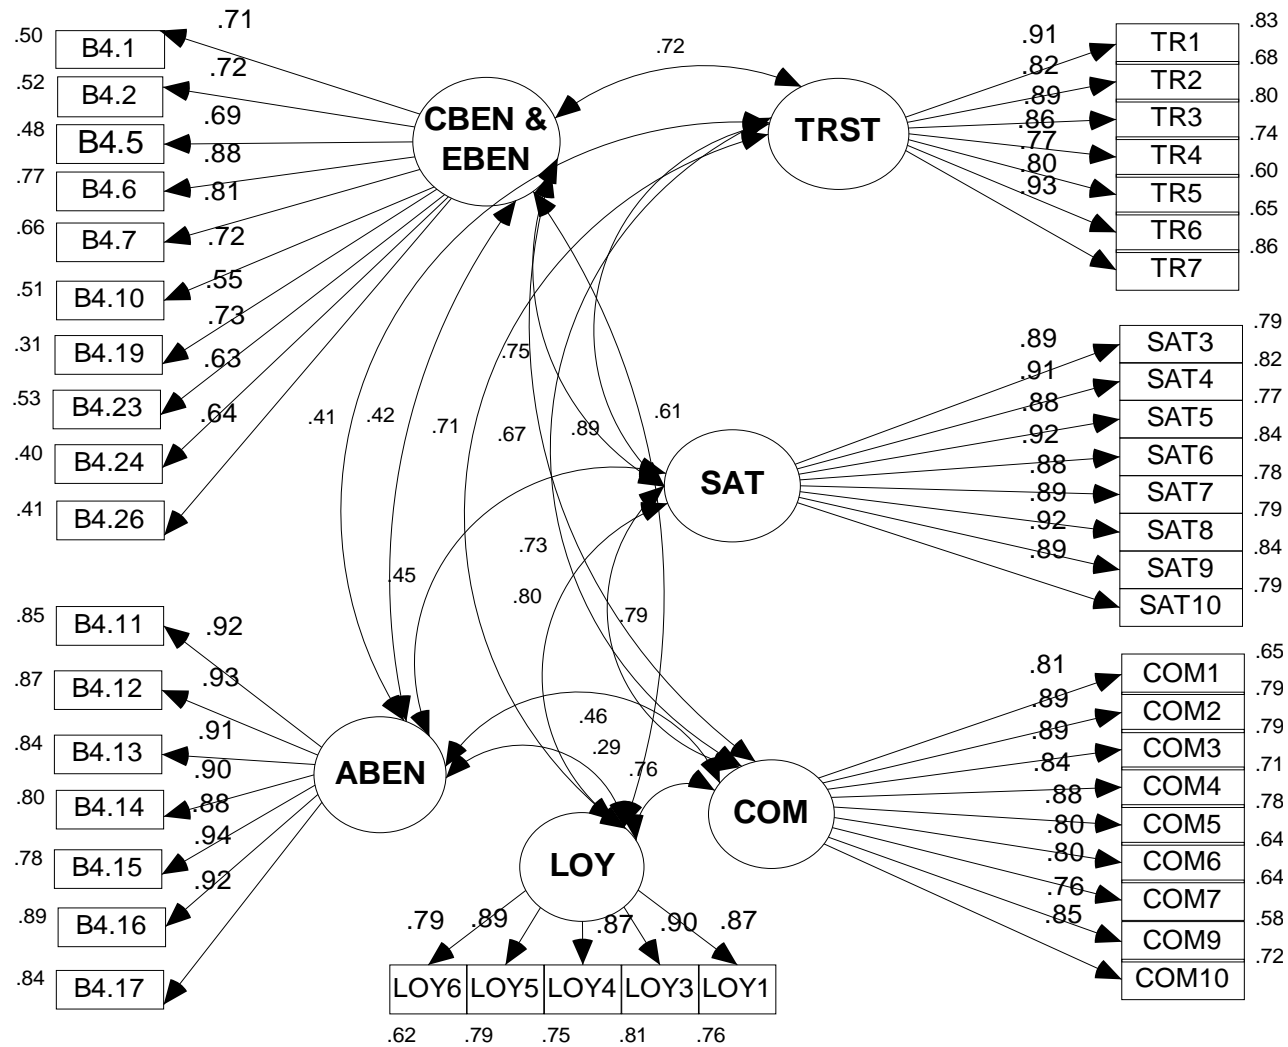 .50 B4.1 .71
.52 B4.2 .72
.48 B4.5 .69
.77 B4.6 .88
.66 B4.7 .81
.51 B4.10 .72
.31 B4.19 .55
.53 B4.23 .73
.40 B4.24 .63
.41 B4.26 .64
CBEN &
EBEN
.72
TRST
.91 TR1 .83
.82 TR2 .68
.89 TR3 .80
.86 TR4 .74
.77 TR5 .60
.80 TR6 .65
.93 TR7 .86
.41 .42 .71 .75 .67 .89 .61
SAT
.89 SAT3 .79
.91 SAT4 .82
.88 SAT5 .77
.92 SAT6 .84
.88 SAT7 .78
.89 SAT8 .79
.92 SAT9 .84
.89 SAT10 .79
.45 .80 .73 .79
.85 B4.11 .92
.87 B4.12 .93
.84 B4.13 .91
.80 B4.14 .90
.78 B4.15 .88
.89 B4.16 .94
.84 B4.17 .92
ABEN
.46
.29
.76
COM
.81 COM1 .65
.89 COM2 .79
.89 COM3 .79
.84 COM4 .71
.88 COM5 .78
.80 COM6 .64
.80 COM7 .64
.76 COM9 .58
.85 COM10 .72
LOY
.79 .89 .87 .90 .87
LOY6 LOY5 LOY4 LOY3 LOY1
.62 .79 .75 .81 .76